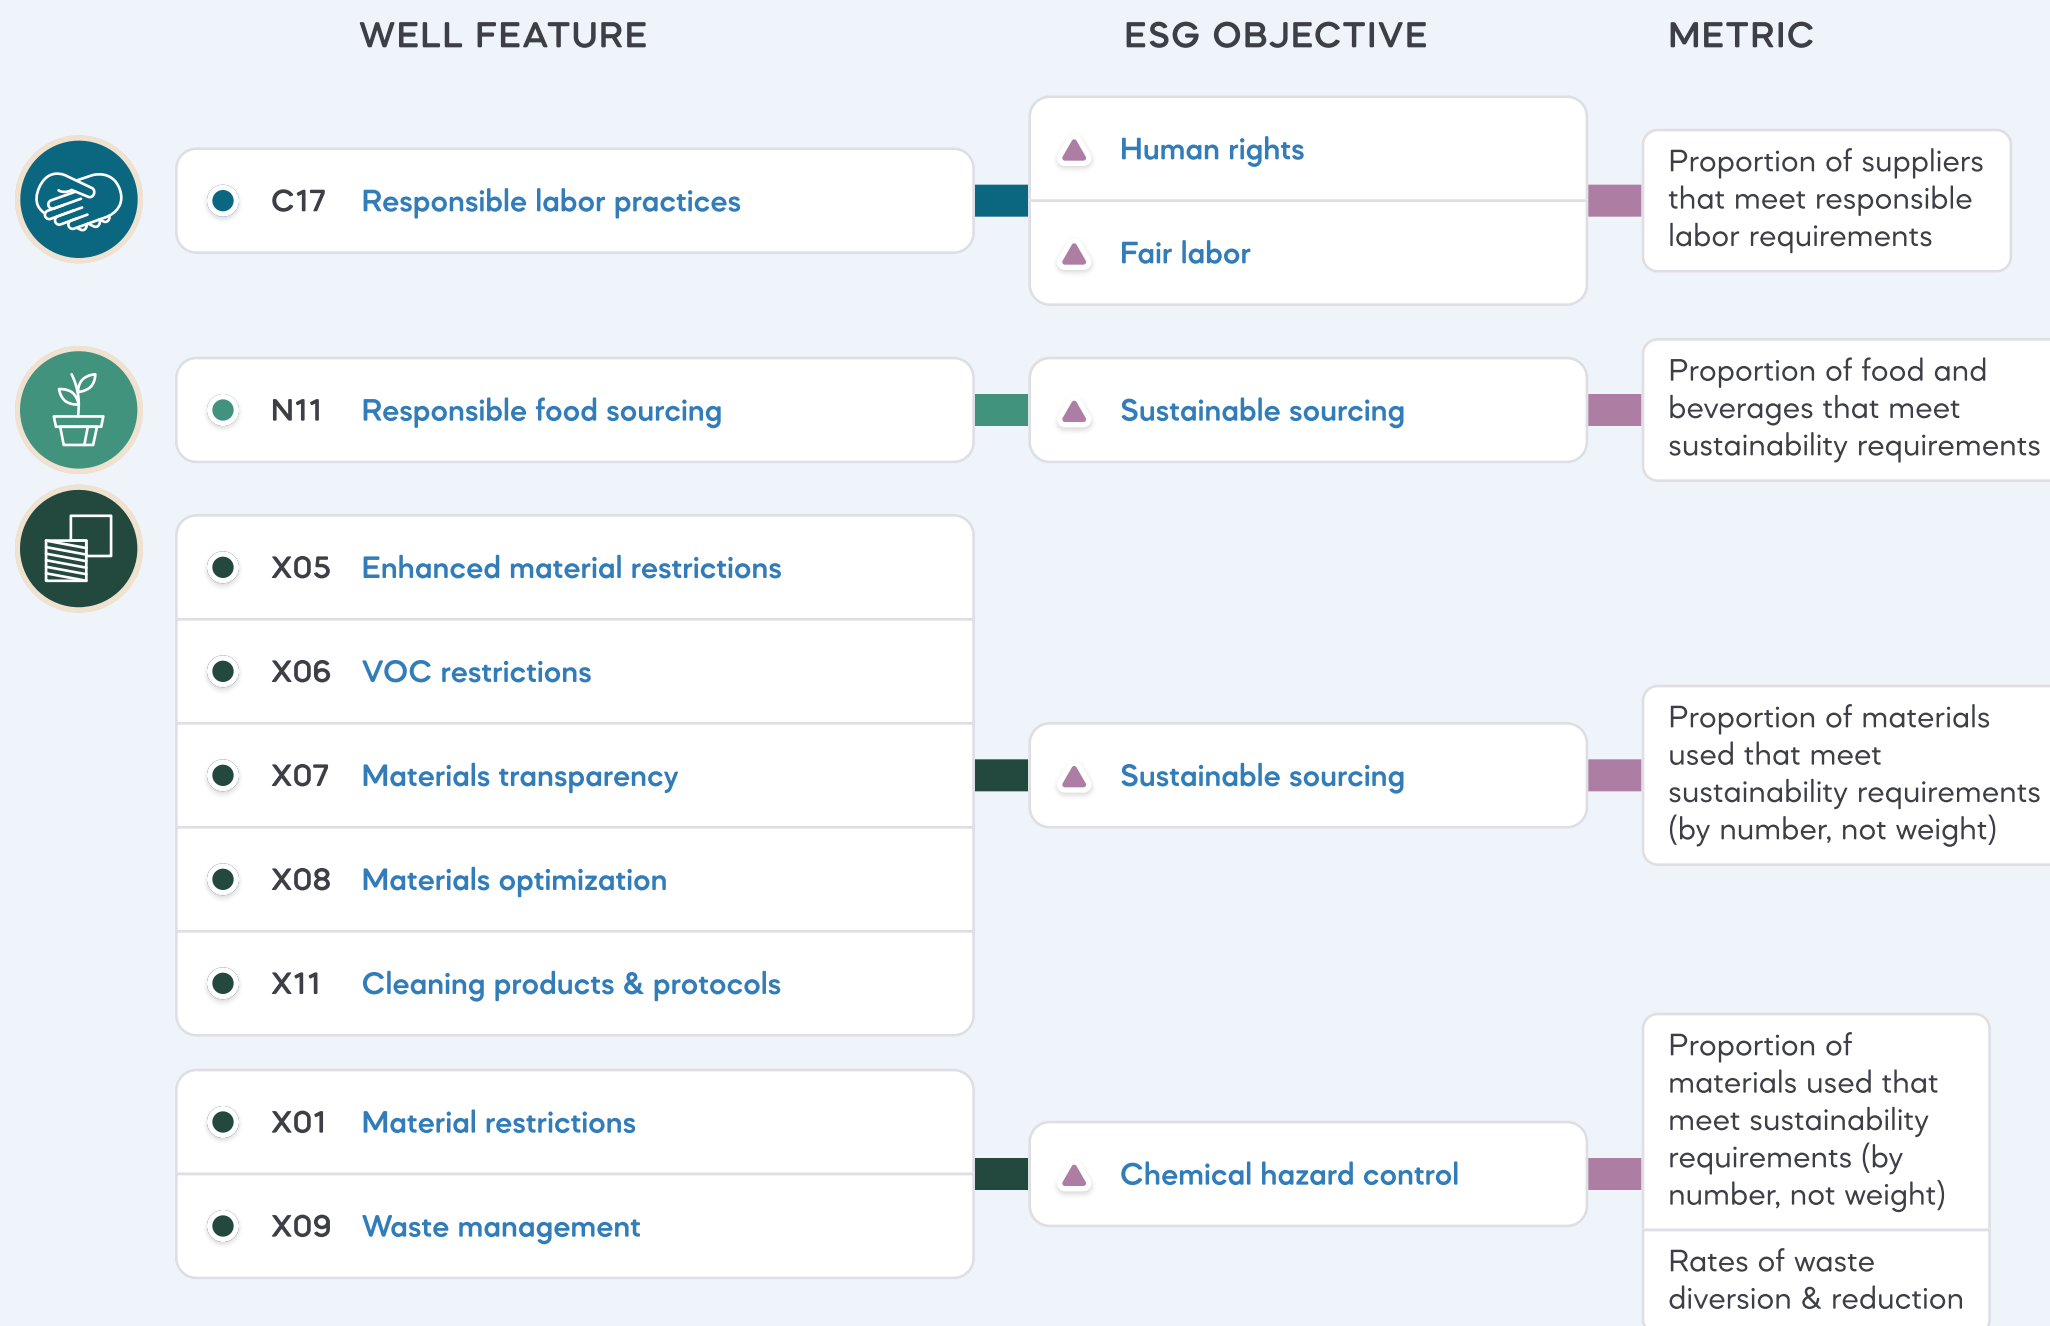 WELL FEATURE
ESG OBJECTIVE
METRIC
C17 Responsible labor practices
Human rights
Fair labor
Proportion of suppliers
that meet responsible
labor requirements
N11 Responsible food sourcing
Sustainable sourcing
Proportion of food and
beverages that meet
sustainability requirements
X05 Enhanced material restrictions
X06 VOC restrictions
X07 Materials transparency
X08 Materials optimization
X11 Cleaning products & protocols
Sustainable sourcing
Proportion of materials
used that meet
sustainability requirements
(by number, not weight)
X01 Material restrictions
X09 Waste management
Chemical hazard control
Proportion of
materials used that
meet sustainability
requirements (by
number, not weight)
Rates of waste
diversion & reduction